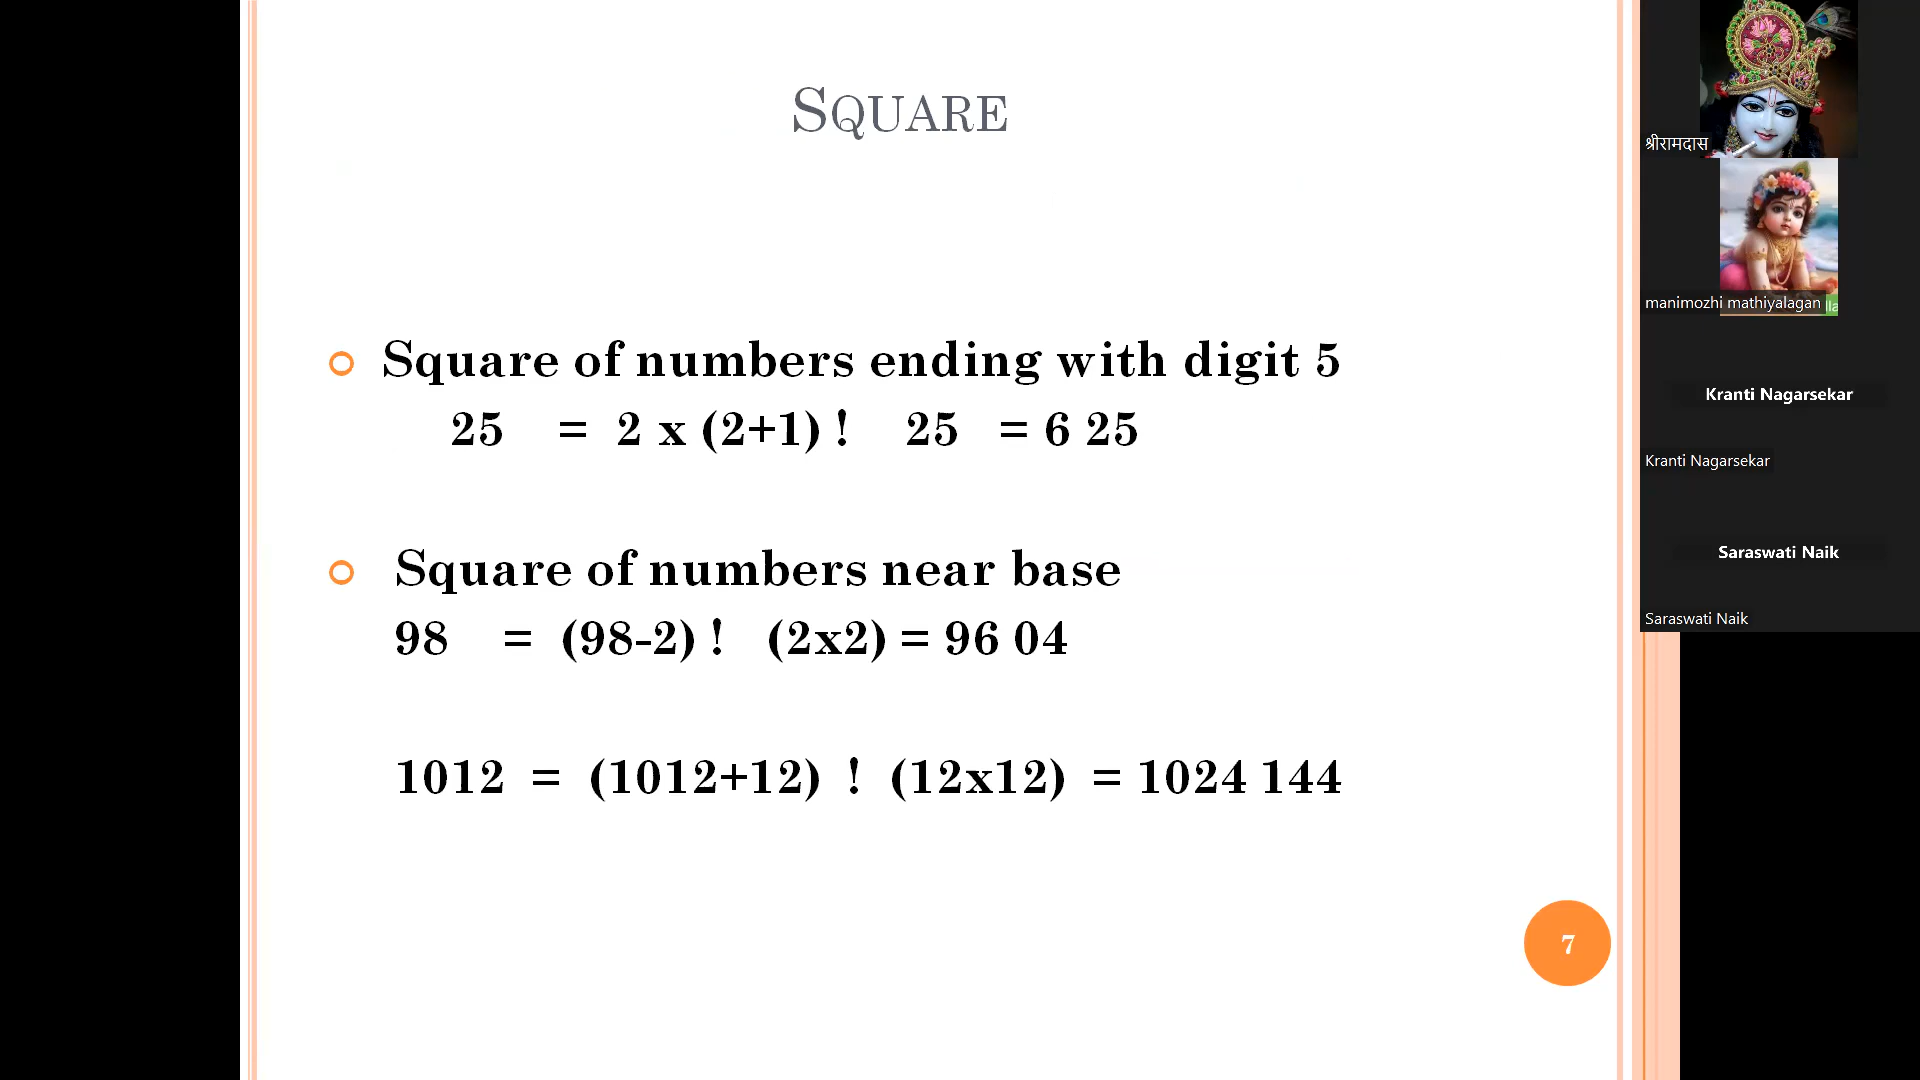 SQUARE
Square of numbers ending with digit 5
25 = 2 x (2+1) ! 25 = 6 25
Square of numbers near base
98 = (98-2) ! (2x2) = 96 04
1012 = (1012+12) ! (12x12) = 1024 144
7
श्रीरामदास
manimozhi mathiyalagan
Kranti Nagarsekar
Kranti Nagarsekar
Saraswati Naik
Saraswati Naik